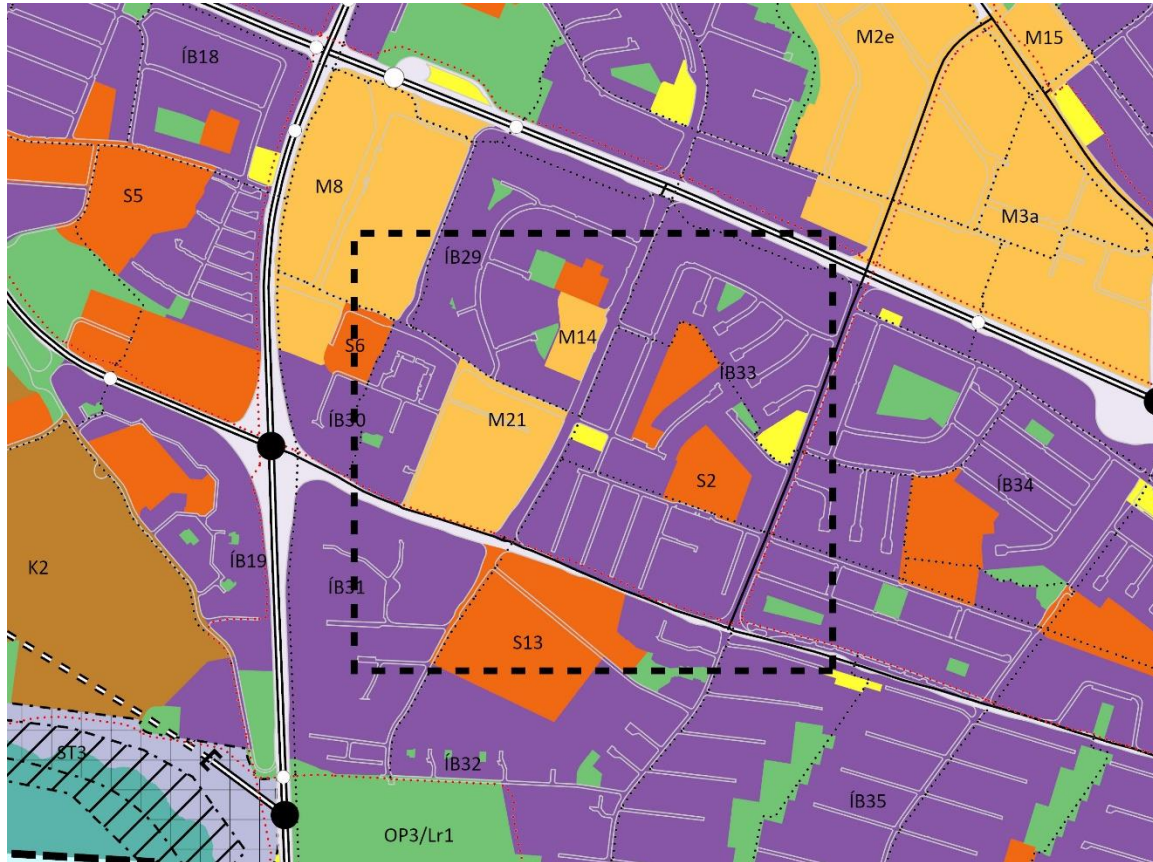 M2e
M15
ÍB18
M8
S5
M3a
ÍB29
M14
S6
ÍB33
M21
ÍB30
S2
ÍB34
ÍB19
K2
ÍB31
S13
ST3
ÍB32
ÍB35
OP3/Lr1